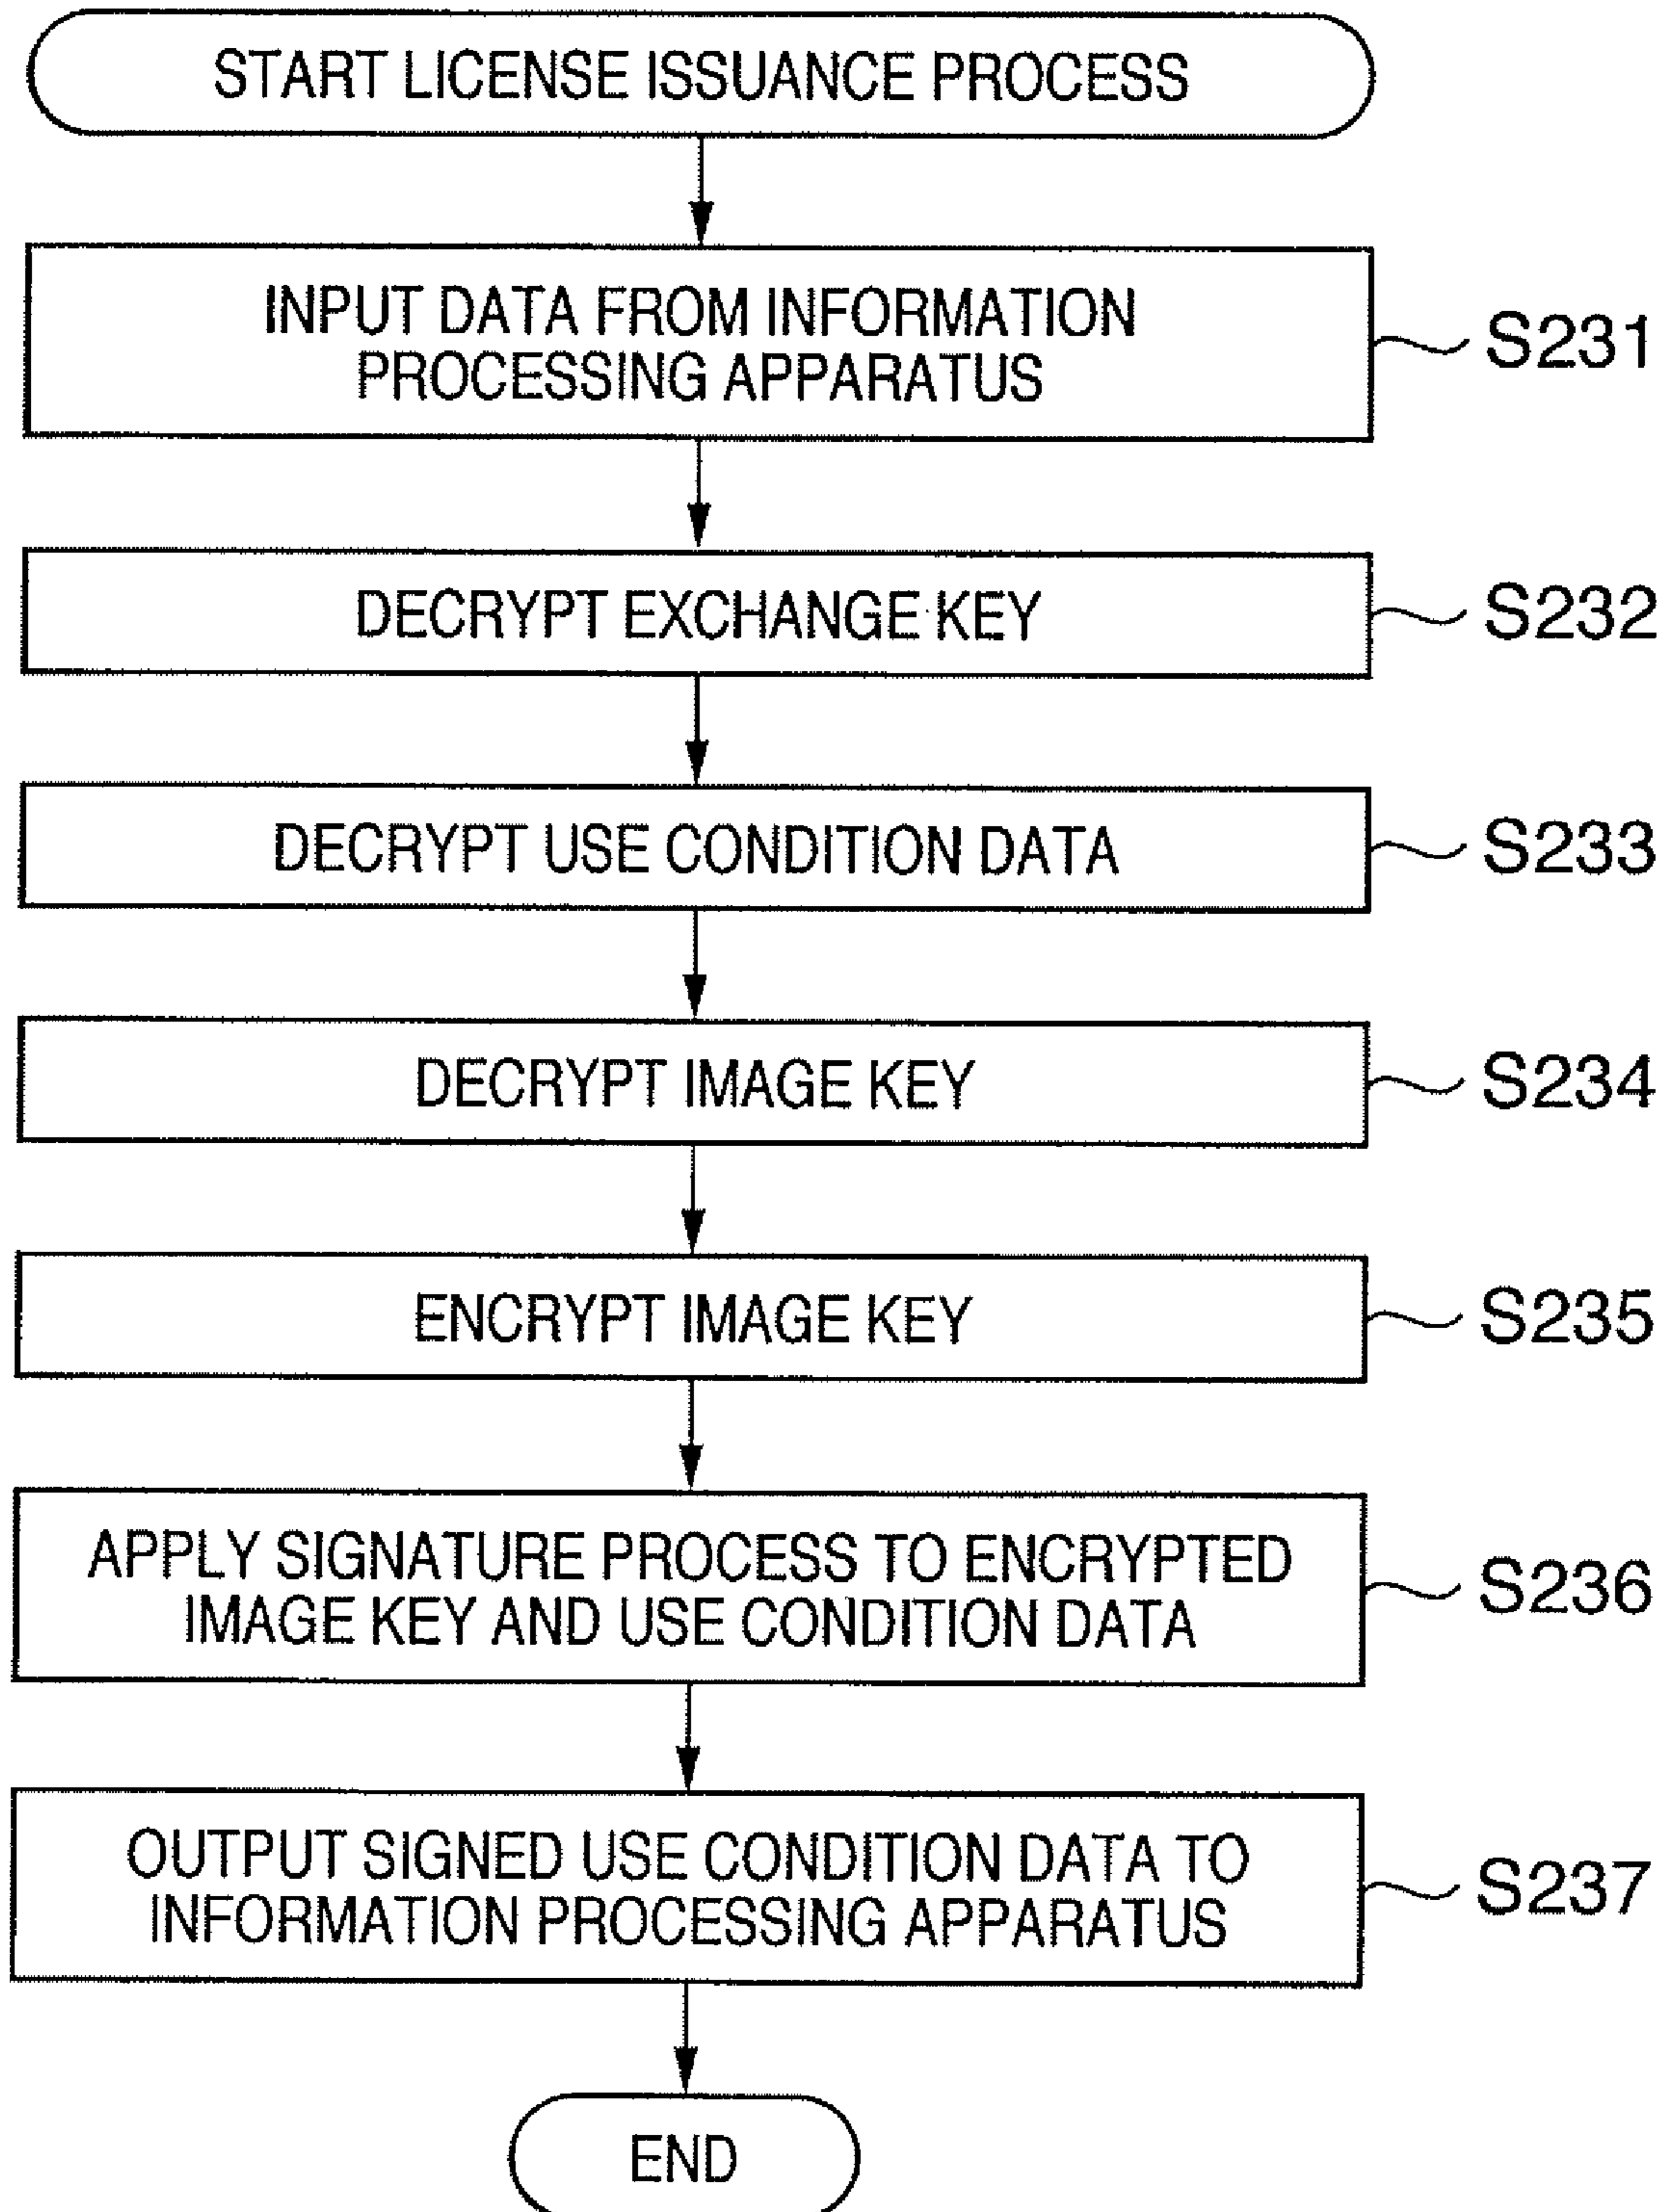 START LICENSE ISSUANCE PROCESS
INPUT DATA FROM INFORMATION
PROCESSING APPARATUS
S231
DECRYPT EXCHANGE KEY
S232
DECRYPT USE CONDITION DATA
S233
DECRYPT IMAGE KEY
S234
ENCRYPT IMAGE KEY
S235
APPLY SIGNATURE PROCESS TO ENCRYPTED
IMAGE KEY AND USE CONDITION DATA
S236
OUTPUT SIGNED USE CONDITION DATA TO
INFORMATION PROCESSING APPARATUS
S237
END